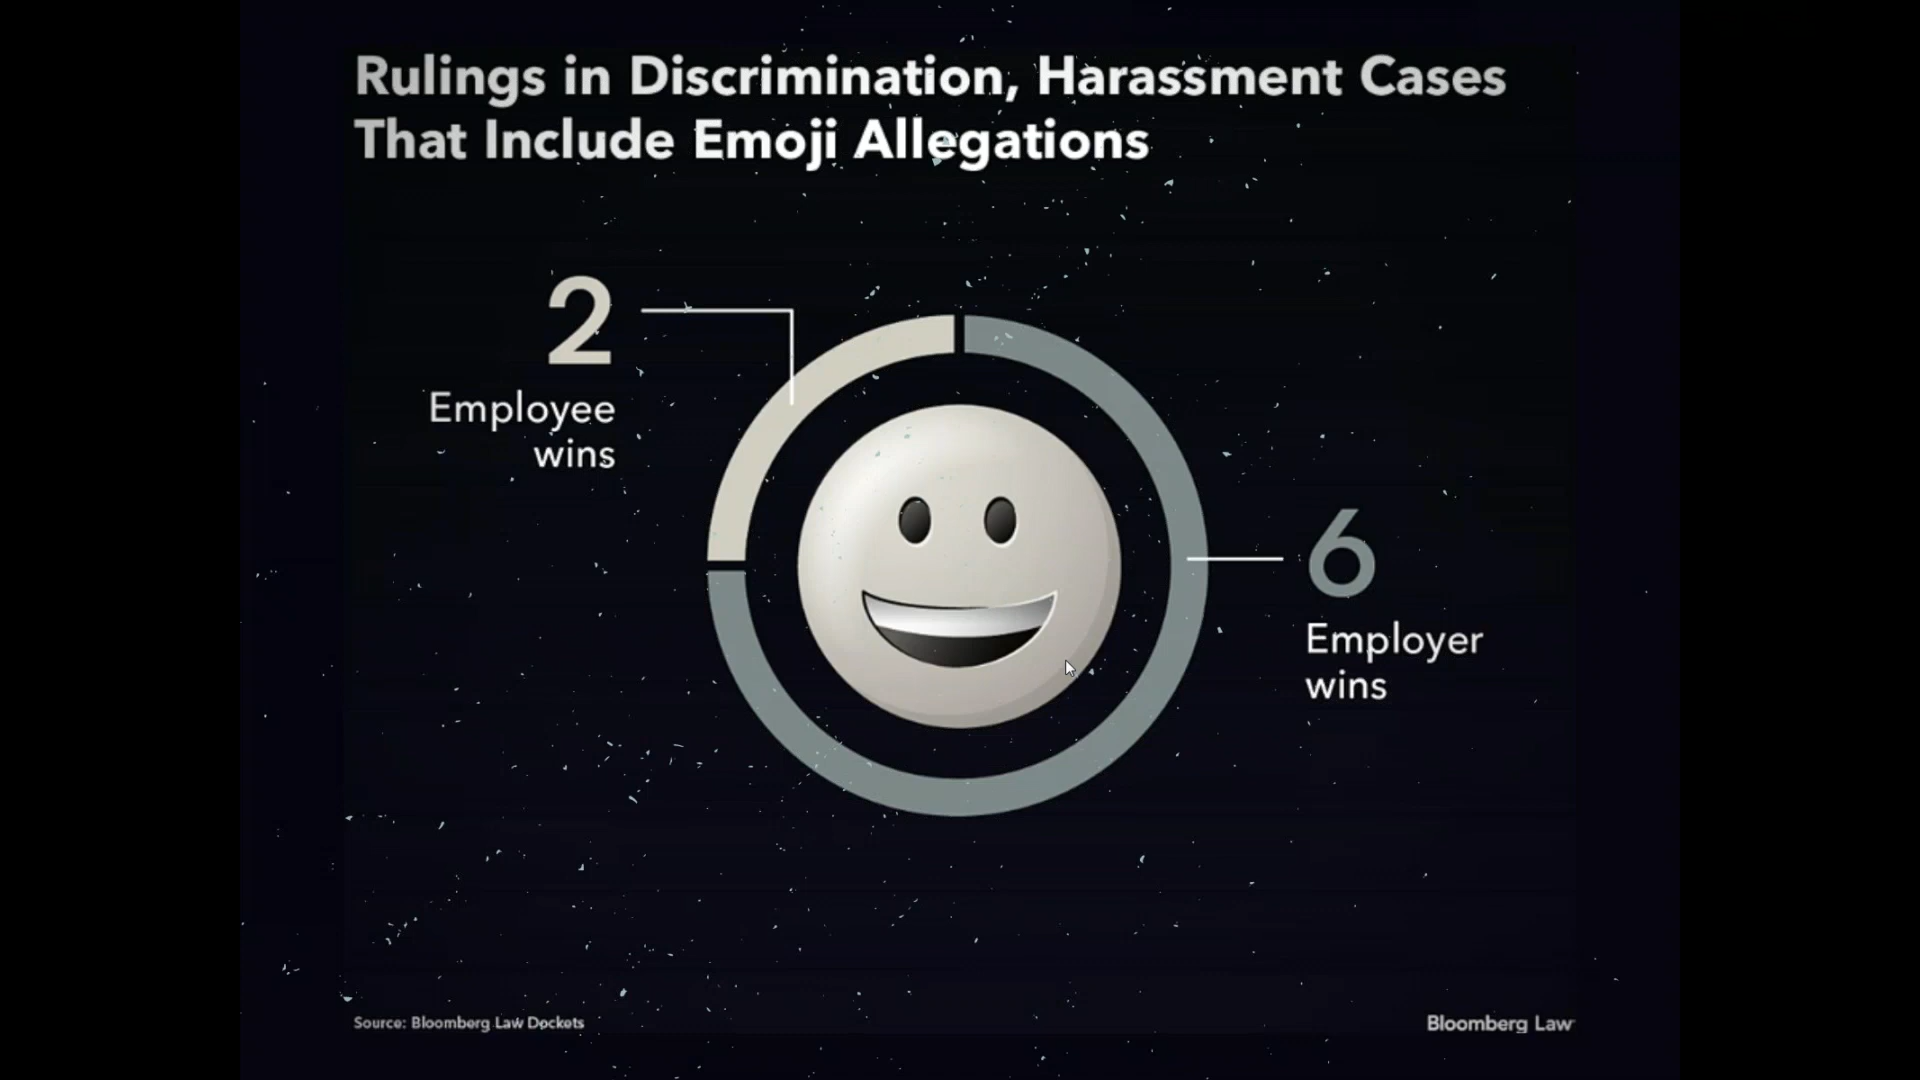 Rulings in Discrimination, Harassment Cases
That Include Emoji Allegations
2
Employee
wins
6
Employer
wins
Source: Bloomberg Law Dockets
Bloomberg Law